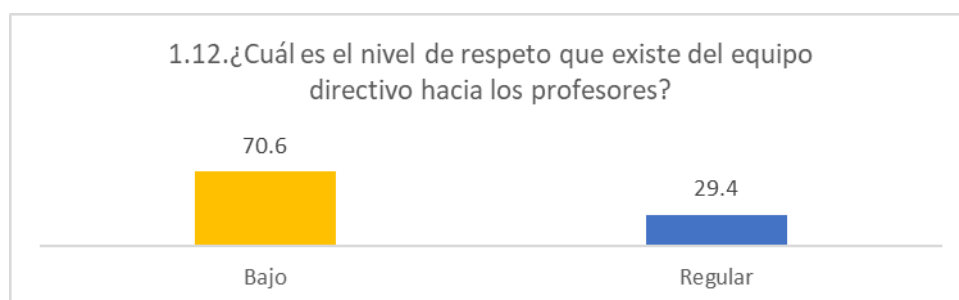 1.12.¿Cuál es el nivel de respeto que existe del equipo
directivo hacia los profesores?
70.6
29.4
Bajo
Regular